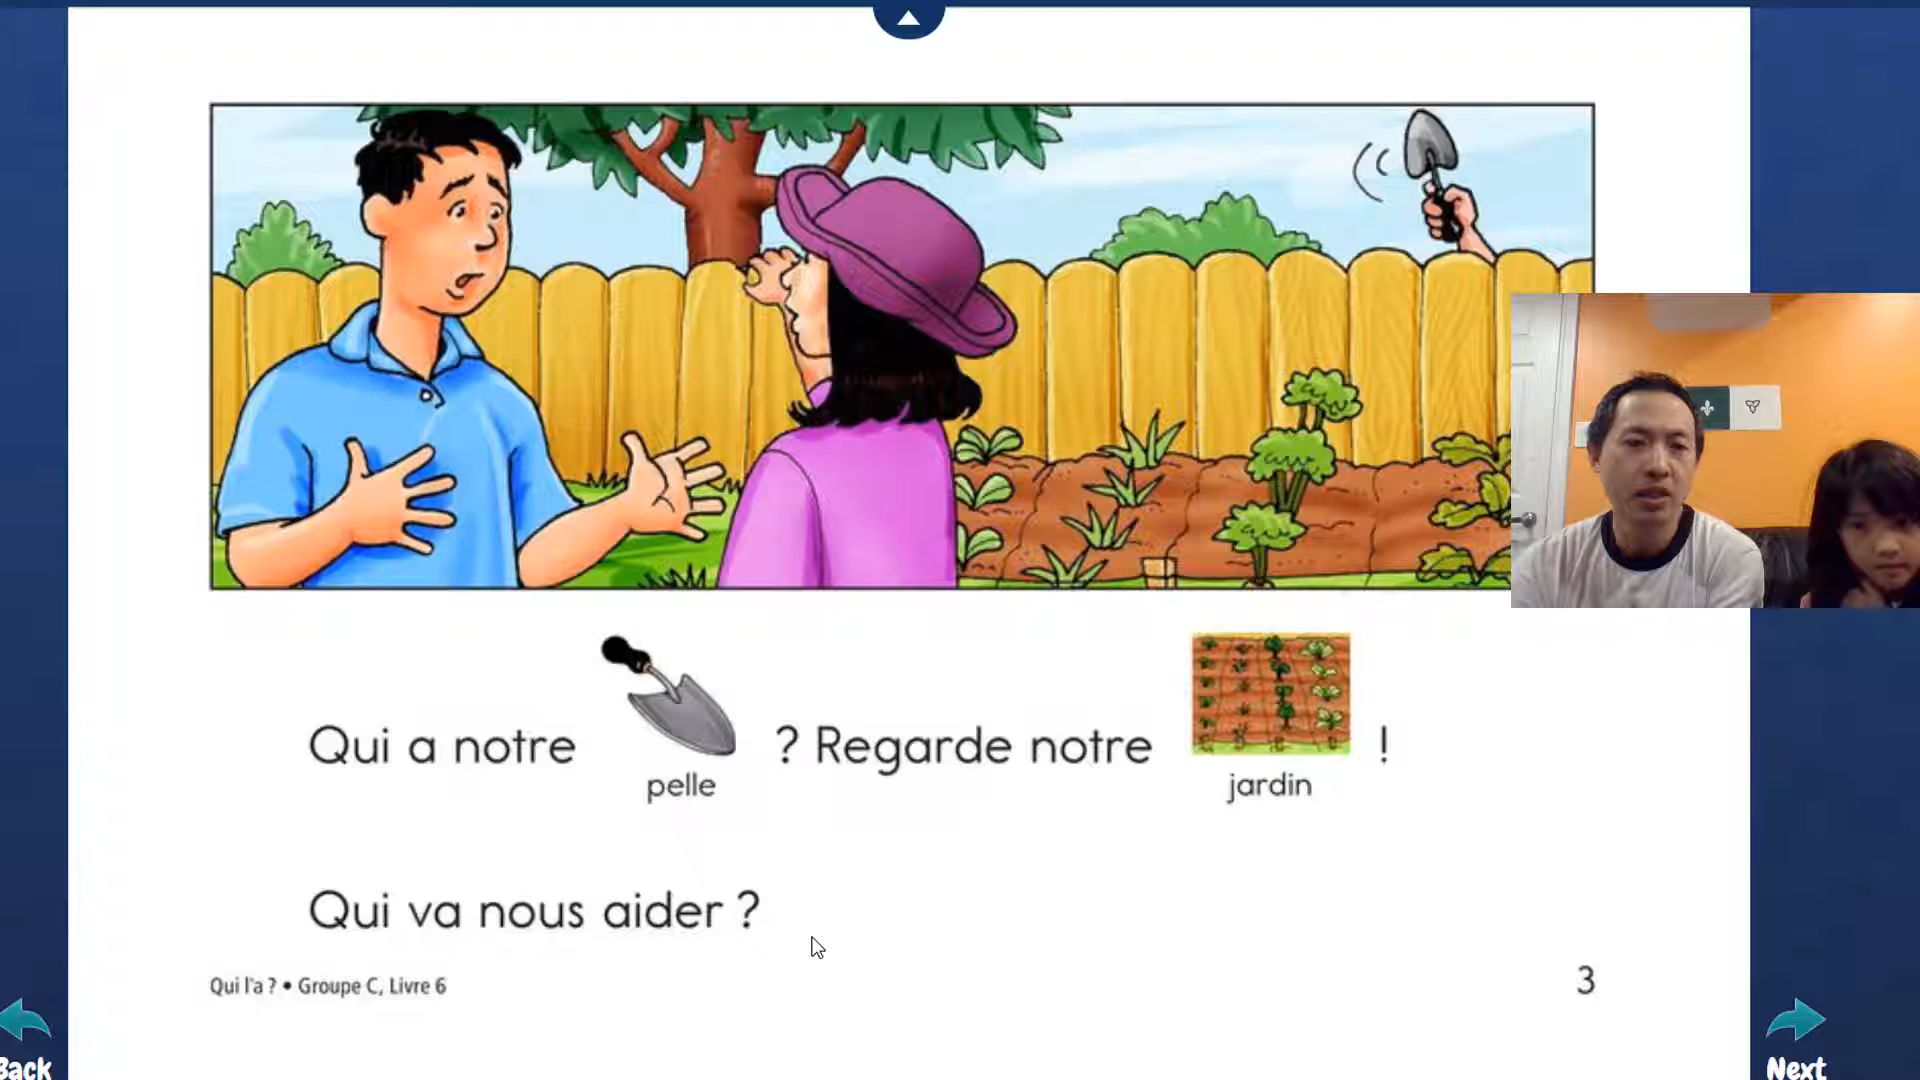 Qui a notre ? Regarde notre !
pelle jardin
Qui va nous aider ?
Qui l'a ? • Groupe C, Livre 6
3
Back
Next